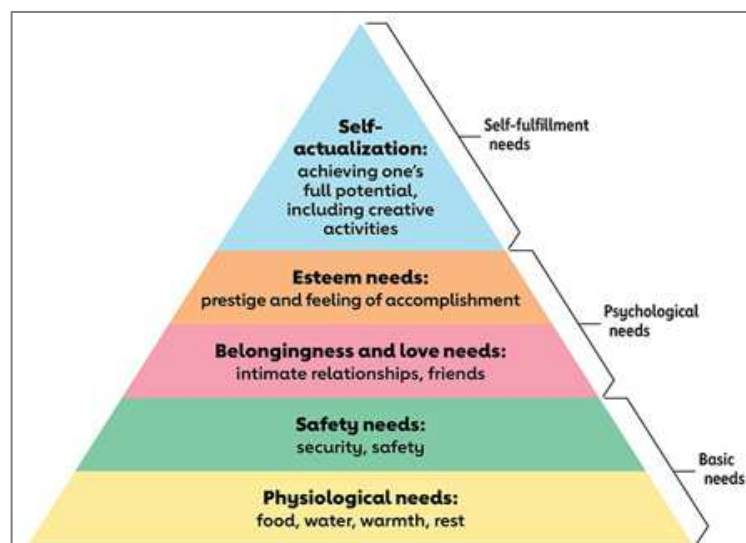 Self-
actualization:
achieving one's
full potential,
including creative
activities
Self-fulfillment
needs
Esteem needs:
prestige and feeling of accomplishment
Psychological
needs
Belongingness and love needs:
intimate relationships, friends
Safety needs:
security, safety
Basic
needs
Physiological needs:
food, water, warmth, rest